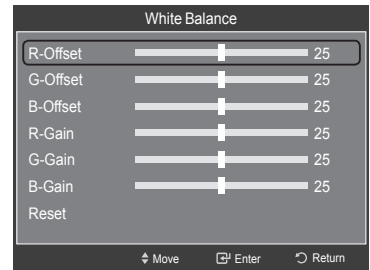 White Balance
R-Offset 25
G-Offset 25
B-Offset 25
R-Gain 25
G-Gain 25
B-Gain 25
Reset
Move Enter Return